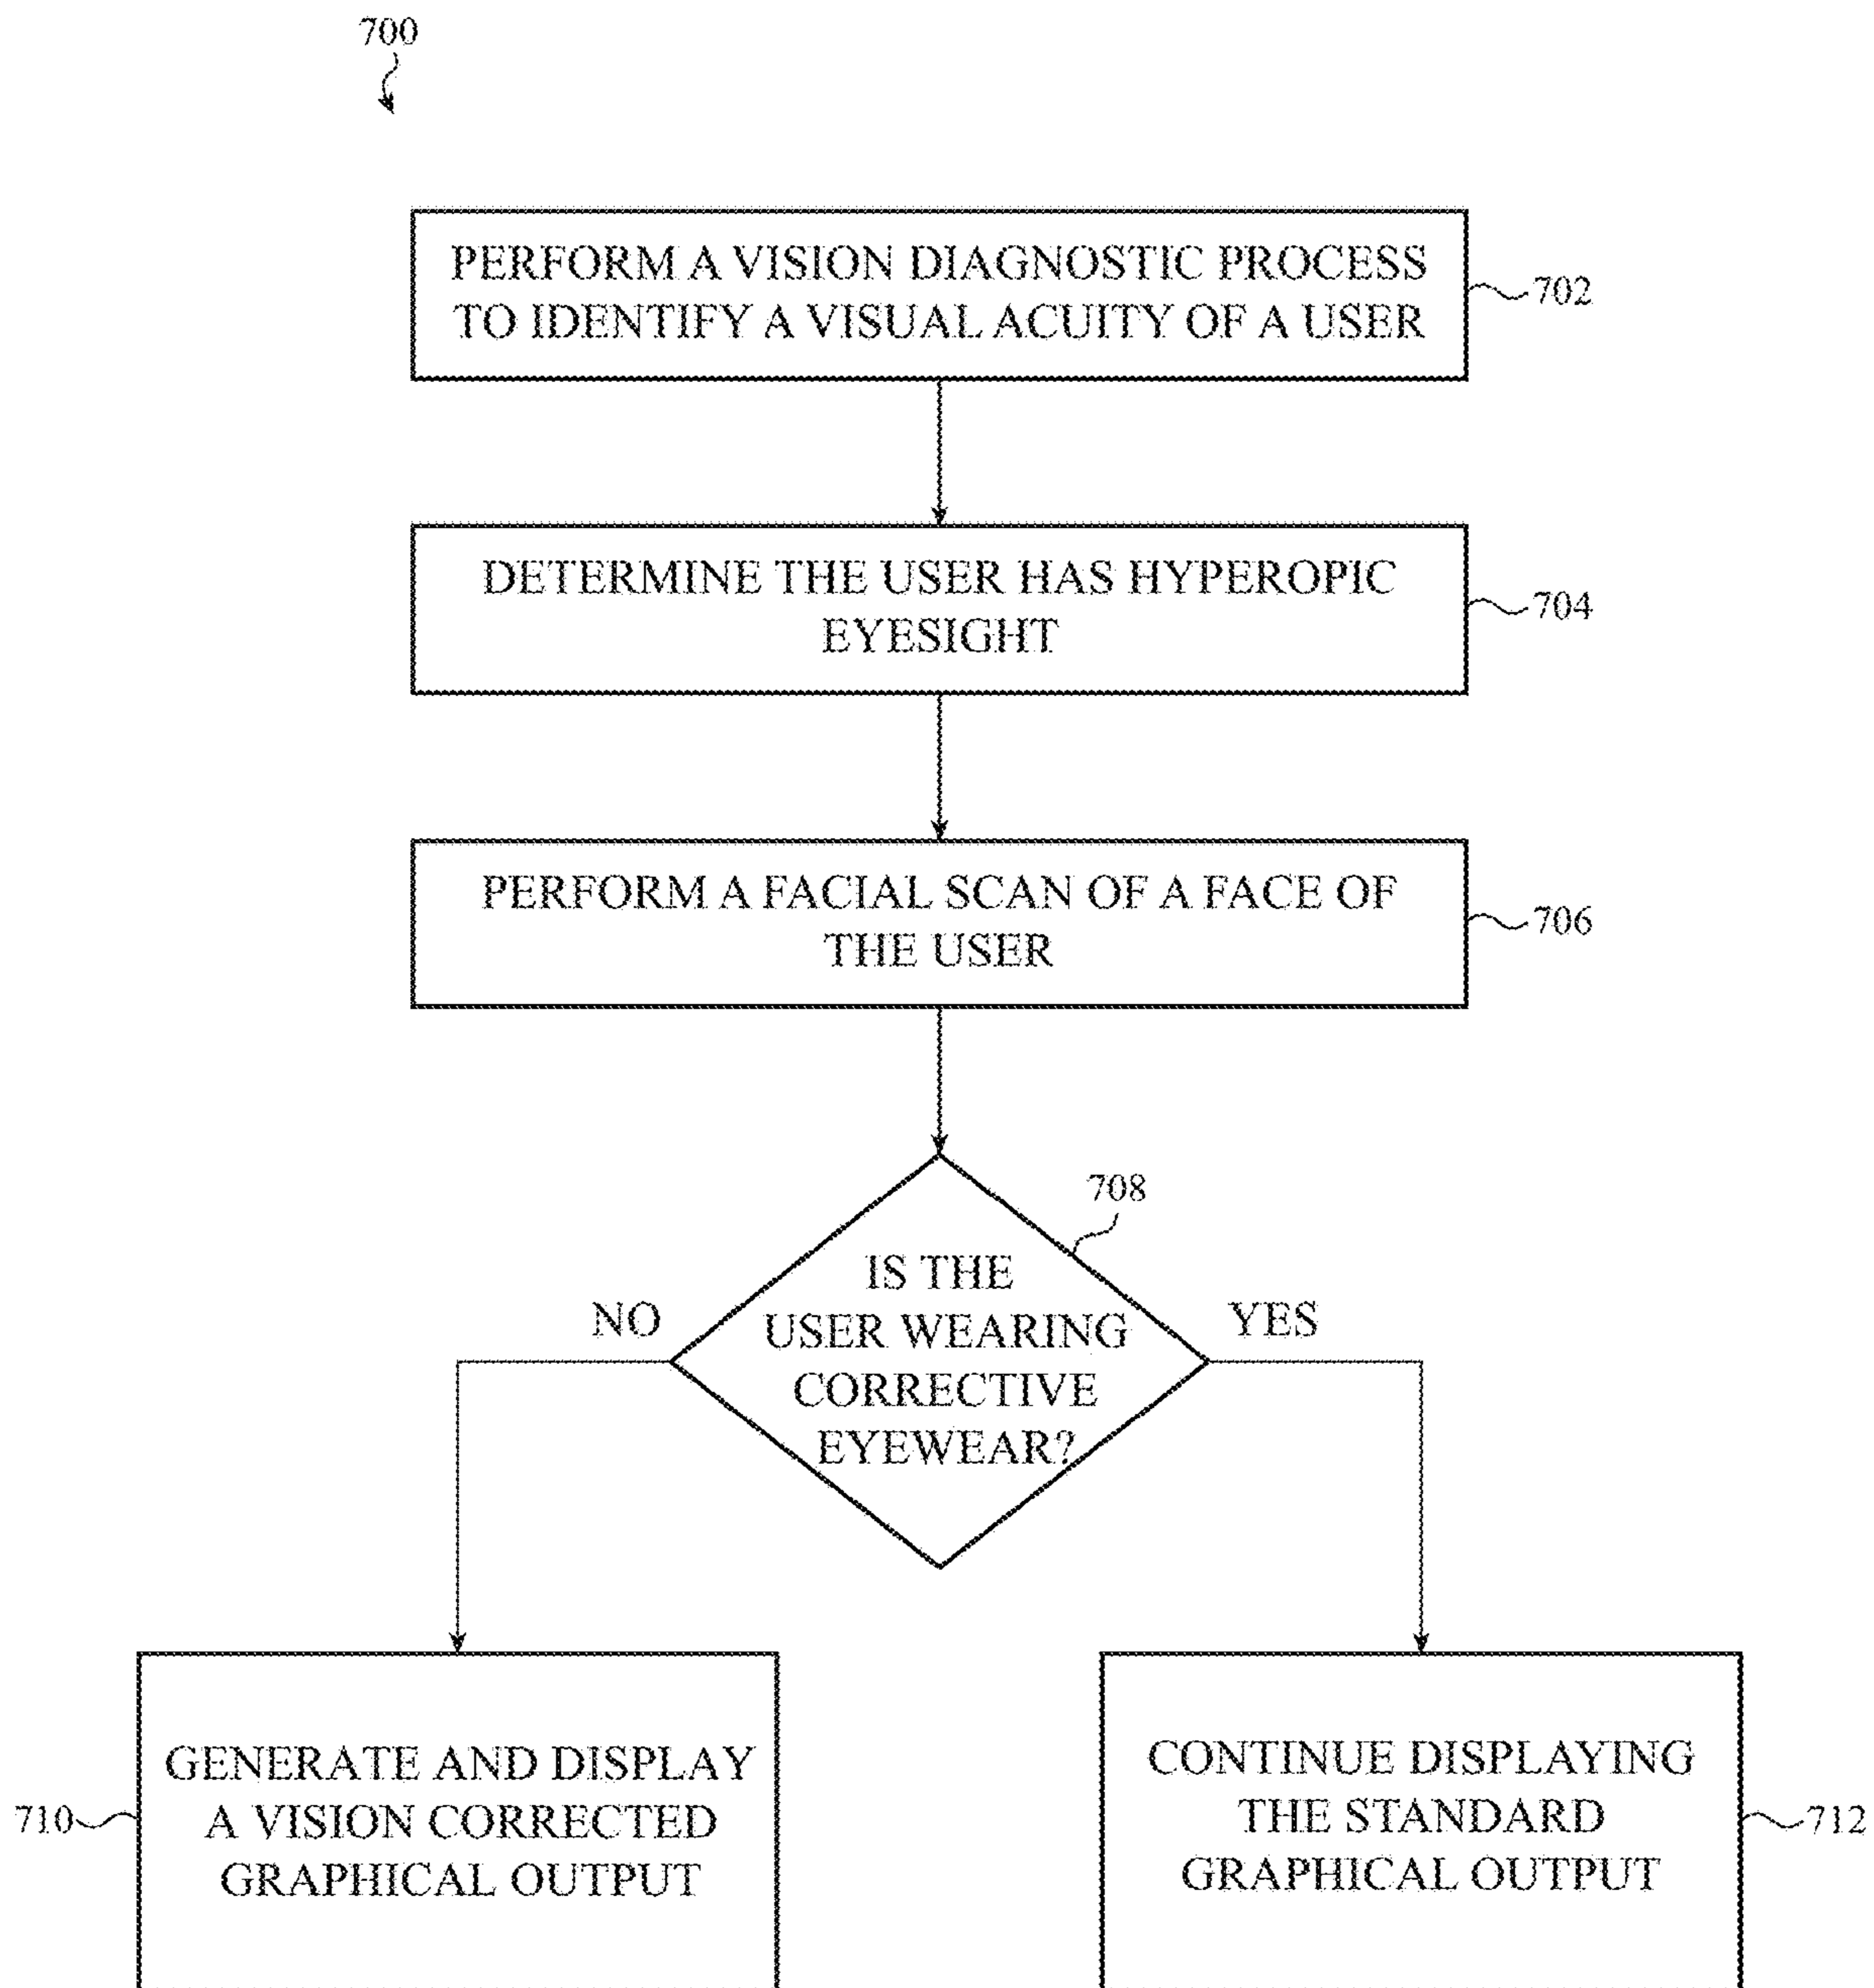 700
PERFORM A VISION DIAGNOSTIC PROCESS
TO IDENTIFY A VISUAL ACUITY OF A USER
702
DETERMINE THE USER HAS HYPEROPIC
EYESIGHT
704
PERFORM A FACIAL SCAN OF A FACE OF
THE USER
706
708
IS THE
USER WEARING
CORRECTIVE
EYEWEAR?
NO
YES
GENERATE AND DISPLAY
A VISION CORRECTED
GRAPHICAL OUTPUT
710
CONTINUE DISPLAYING
THE STANDARD
GRAPHICAL OUTPUT
712